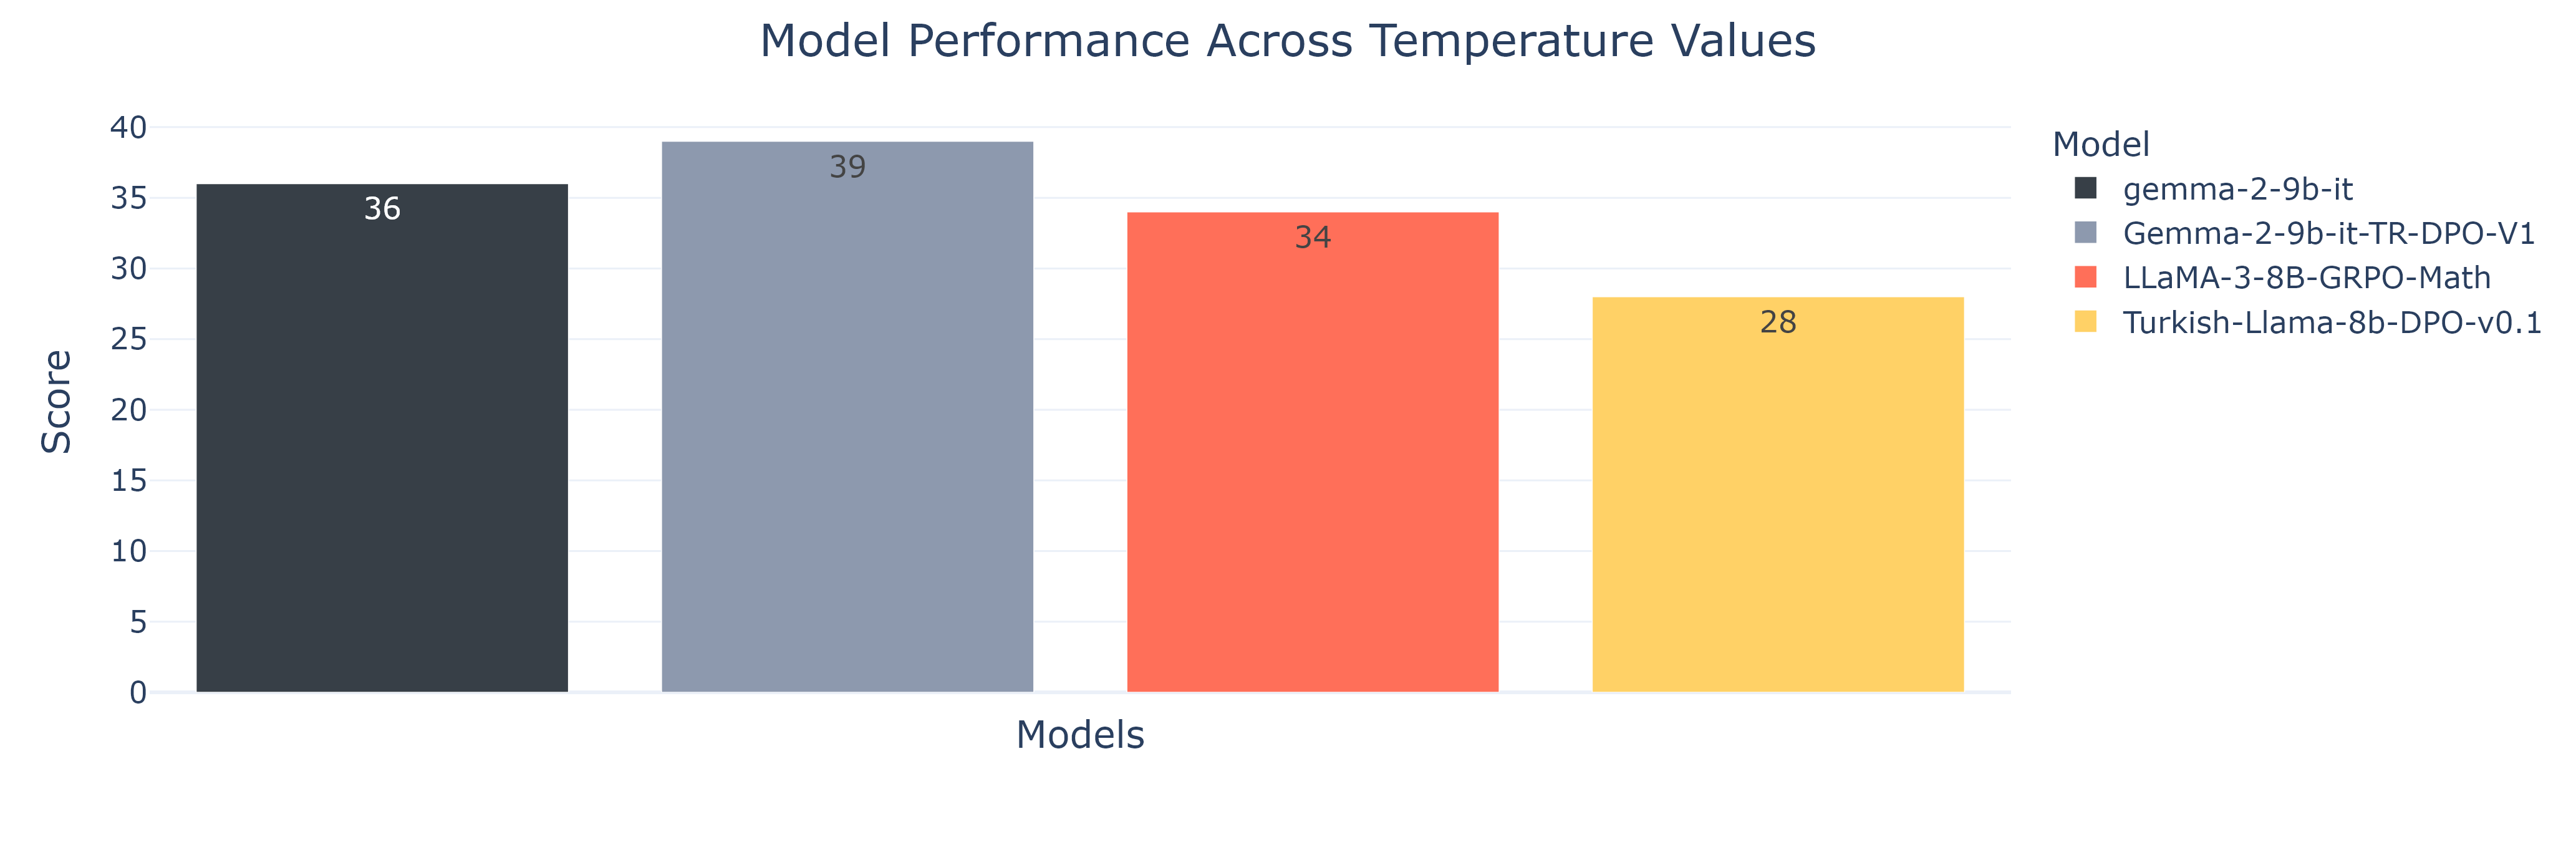 Model Performance Across Temperature Values
40
35
30
25
20
15
10
5
0
Score
36
39
34
28
Models
Model
gemma-2-9b-it
Gemma-2-9b-it-TR-DPO-V1
LLaMA-3-8B-GRPO-Math
Turkish-Llama-8b-DPO-v0.1